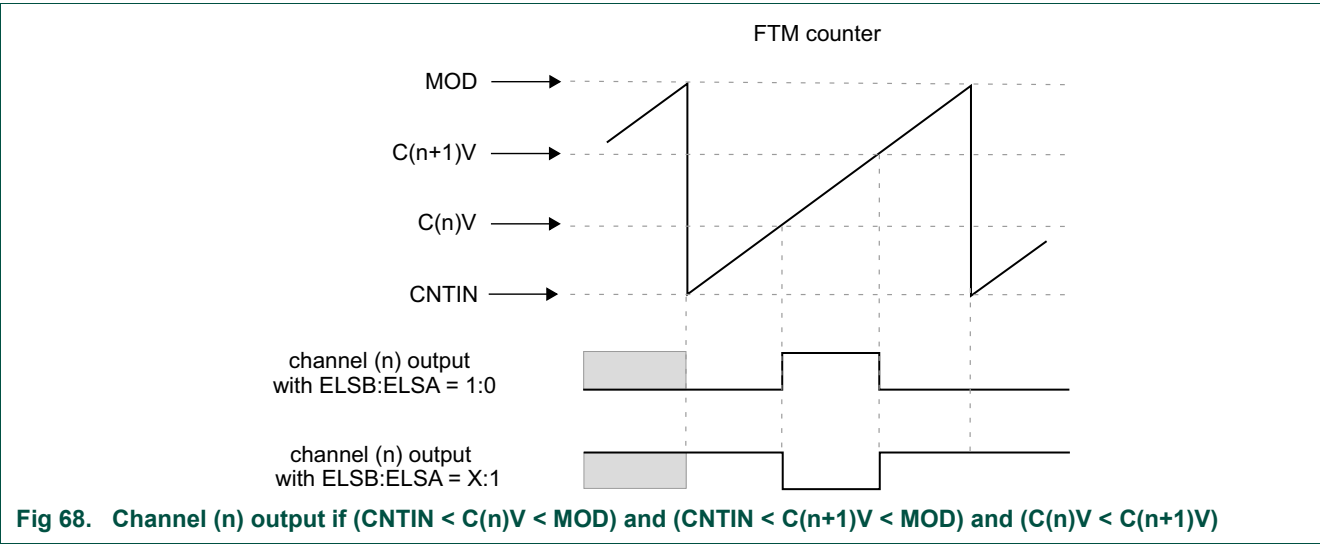 FTM counter
MOD
C(n+1)V
C(n)V
CNTIN
channel (n) output
with ELSB:ELSA = 1:0
channel (n) output
with ELSB:ELSA = X:1
Fig 68. Channel (n) output if (CNTIN < C(n)V < MOD) and (CNTIN < C(n+1)V < MOD) and (C(n)V < C(n+1)V)